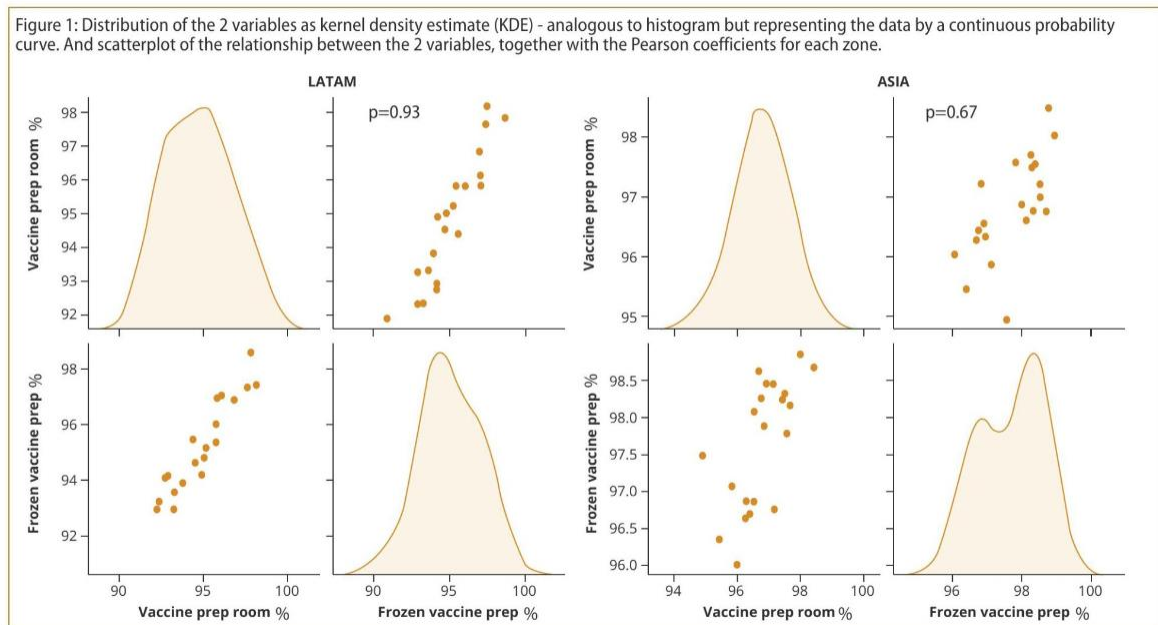 Figure 1: Distribution of the 2 variables as kernel density estimate (KDE) - analogous to histogram but representing the data by a continuous probability
curve. And scatterplot of the relationship between the 2 variables, together with the Pearson coefficients for each zone.
LATAM
Vaccine prep room %
98
97
96
95
94
93
92
p=0.93
Frozen vaccine prep %
98
96
94
92
90 95 100
Vaccine prep room %
90 95 100
Frozen vaccine prep %
ASIA
Vaccine prep room %
98
97
96
95
p=0.67
Frozen vaccine prep %
98.5
98.0
97.5
97.0
96.5
96.0
94 96 98 100
Vaccine prep room %
96 98 100
Frozen vaccine prep %